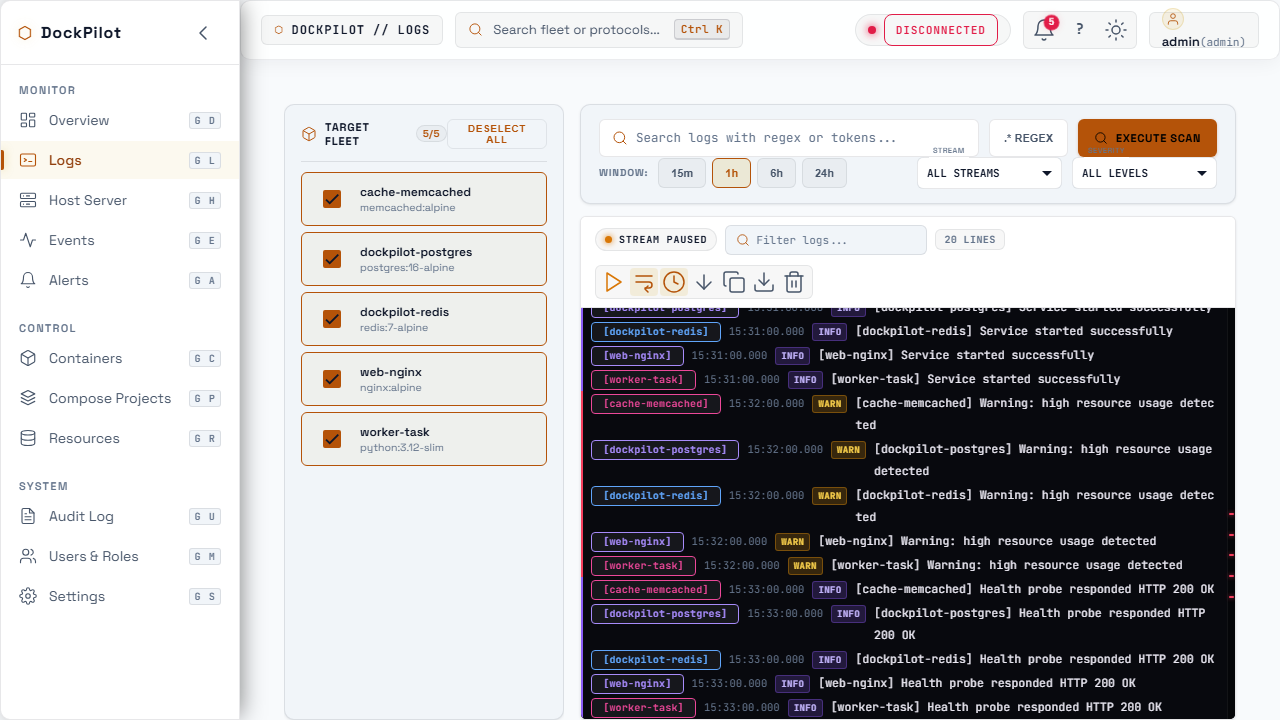 DockPilot
MONITOR
Overview G D
Logs G L
Host Server G H
Events G E
Alerts G A
CONTROL
Containers G C
Compose Projects G P
Resources G R
SYSTEM
Audit Log G U
Users & Roles G M
Settings G S
DOCKPILOT // LOGS
Search fleet or protocols... Ctrl K
DISCONNECTED
5
?
admin(admin)
TARGET FLEET
5/5
DESELECT ALL
cache-memcached
memcached:alpine
dockpilot-postgres
postgres:16-alpine
dockpilot-redis
redis:7-alpine
web-nginx
nginx:alpine
worker-task
python:3.12-slim
Search logs with regex or tokens...
.* REGEX
EXECUTE SCAN
WINDOW: 15m 1h 6h 24h
STREAM
ALL STREAMS
ALL LEVELS
STREAM PAUSED
Filter logs...
20 LINES
[dockpilot-postgres] 15:31:00.000 INFO [dockpilot-postgres] Service started successfully
[dockpilot-redis] 15:31:00.000 INFO [dockpilot-redis] Service started successfully
[web-nginx] 15:31:00.000 INFO [web-nginx] Service started successfully
[worker-task] 15:31:00.000 INFO [worker-task] Service started successfully
[cache-memcached] 15:32:00.000 WARN [cache-memcached] Warning: high resource usage detec
ted
[dockpilot-postgres] 15:32:00.000 WARN [dockpilot-postgres] Warning: high resource usage
detected
[dockpilot-redis] 15:32:00.000 WARN [dockpilot-redis] Warning: high resource usage detec
ted
[web-nginx] 15:32:00.000 WARN [web-nginx] Warning: high resource usage detected
[worker-task] 15:32:00.000 WARN [worker-task] Warning: high resource usage detected
[cache-memcached] 15:33:00.000 INFO [cache-memcached] Health probe responded HTTP 200 OK
[dockpilot-postgres] 15:33:00.000 INFO [dockpilot-postgres] Health probe responded HTTP
200 OK
[dockpilot-redis] 15:33:00.000 INFO [dockpilot-redis] Health probe responded HTTP 200 OK
[web-nginx] 15:33:00.000 INFO [web-nginx] Health probe responded HTTP 200 OK
[worker-task] 15:33:00.000 INFO [worker-task] Health probe responded HTTP 200 OK